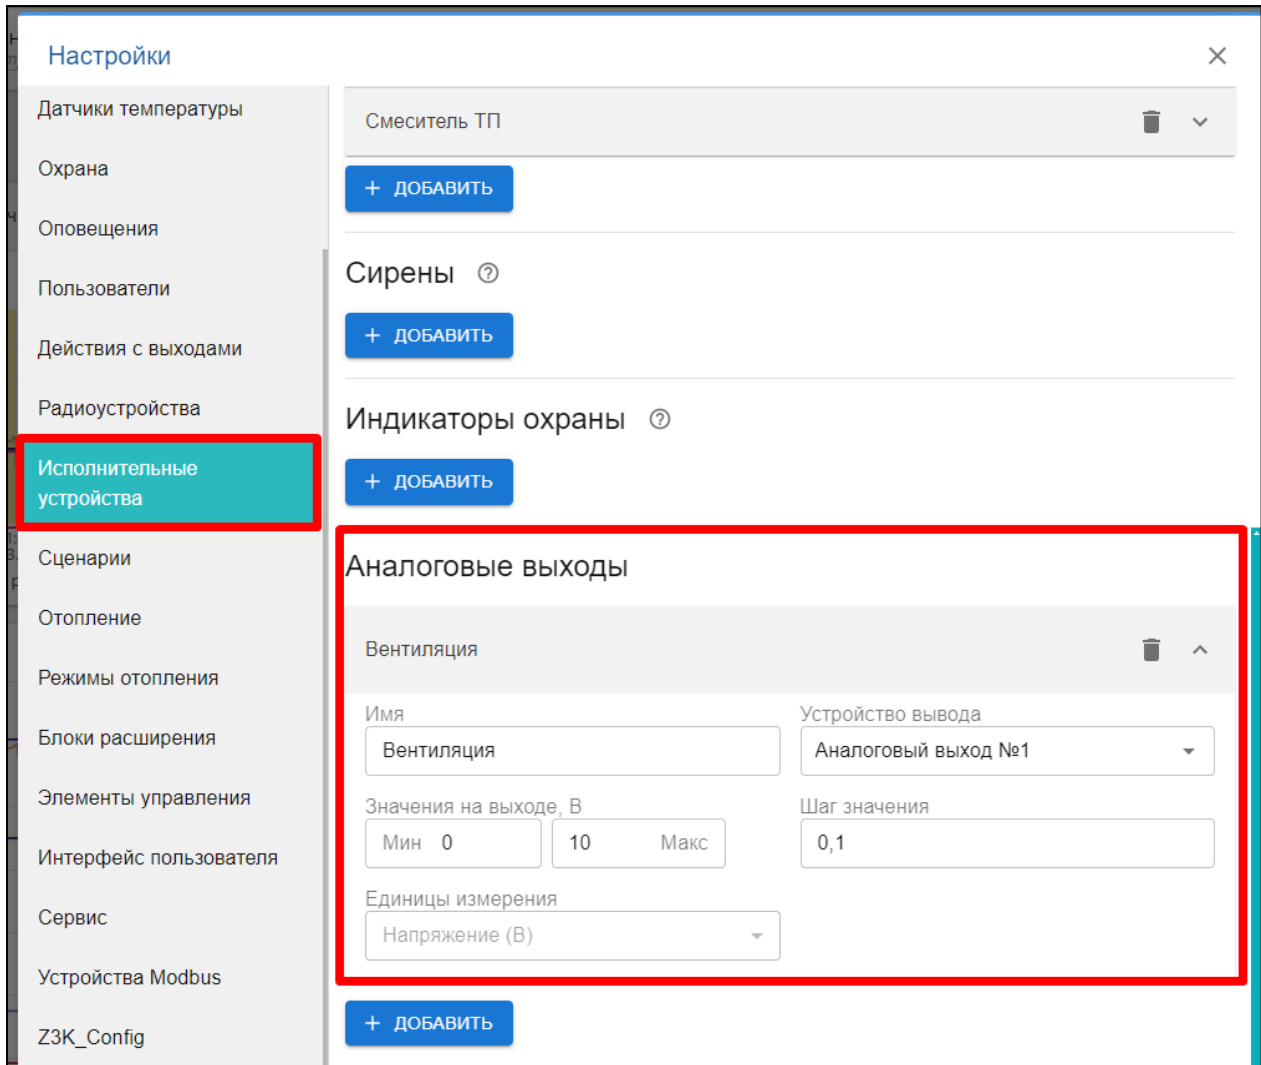 Настройки
Датчики температуры
Охрана
Оповещения
Пользователи
Действия с выходами
Радиоустройства
Исполнительные
устройства
Сценарии
Отопление
Режимы отопления
Блоки расширения
Элементы управления
Интерфейс пользователя
Сервис
Устройства Modbus
Z3K_Config
Смеситель ТП
+ ДОБАВИТЬ
Сирены
+ ДОБАВИТЬ
Индикаторы охраны
+ ДОБАВИТЬ
Аналоговые выходы
Вентиляция
Имя
Вентиляция
Устройство вывода
Аналоговый выход №1
Значения на выходе, В
Мин 0
10 Макс
Шаг значения
0,1
Единицы измерения
Напряжение (В)
+ ДОБАВИТЬ